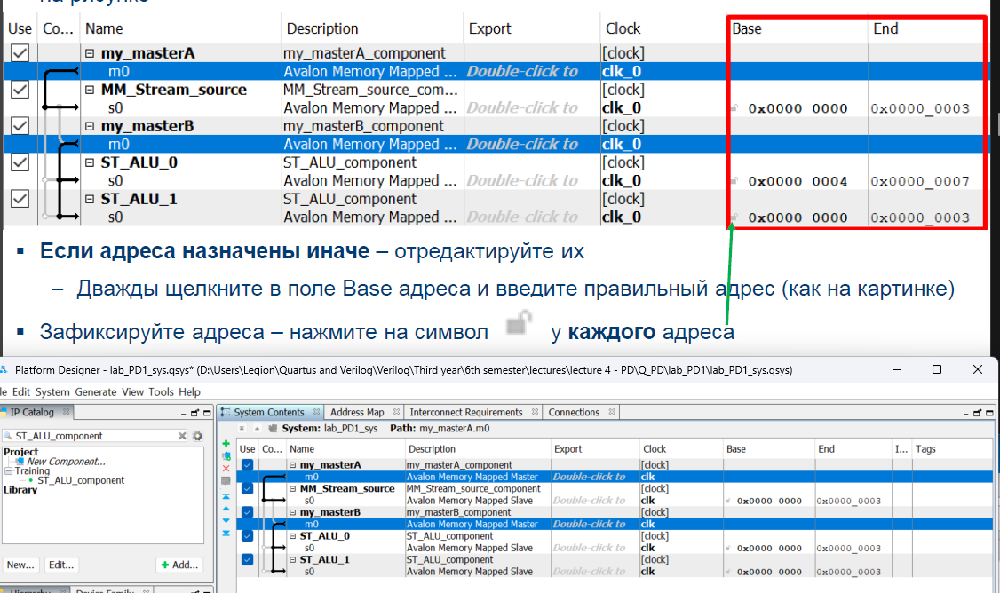 на рисунке
Use Co... Name Description Export Clock Base End
my_masterA my_masterA_component [clock]
m0 Avalon Memory Mapped ... Double-click to clk_0
MM_Stream_source MM_Stream_source_com... [clock]
s0 Avalon Memory Mapped ... Double-click to clk_0 0x0000 0000 0x0000_0003
my_masterB my_masterB_component [clock]
m0 Avalon Memory Mapped ... Double-click to clk_0
ST_ALU_0 ST_ALU_component [clock]
s0 Avalon Memory Mapped ... Double-click to clk_0 0x0000 0004 0x0000_0007
ST_ALU_1 ST_ALU_component [clock]
s0 Avalon Memory Mapped ... Double-click to clk_0 0x0000 0000 0x0000_0003
▪ Если адреса назначены иначе – отредактируйте их
– Дважды щелкните в поле Base адреса и введите правильный адрес (как на картинке)
▪ Зафиксируйте адреса – нажмите на символ у каждого адреса
Platform Designer - lab_PD1_sys.qsys* (D:\Users\Legion\Quartus and Verilog\Verilog\Third year\6th semester\lectures\lecture 4 - PD\Q_PD\lab_PD1\lab_PD1_sys.qsys)
le Edit System Generate View Tools Help
IP Catalog System Contents Address Map Interconnect Requirements Connections
ST_ALU_component
System: lab_PD1_sys Path: my_masterA.m0
Project
New Component...
Training
ST_ALU_component
Library
New... Edit... Add...
Hierarchy Device Family
Use Co... Name Description Export Clock Base End I... Tags
my_masterA my_masterA_component [clock]
m0 Avalon Memory Mapped Master Double-click to clk
MM_Stream_source MM_Stream_source_component [clock]
s0 Avalon Memory Mapped Slave Double-click to clk 0x0000 0000 0x0000_0003
my_masterB my_masterB_component [clock]
m0 Avalon Memory Mapped Master Double-click to clk
ST_ALU_0 ST_ALU_component [clock]
s0 Avalon Memory Mapped Slave Double-click to clk 0x0000 0000 0x0000_0003
ST_ALU_1 ST_ALU_component [clock]
s0 Avalon Memory Mapped Slave Double-click to clk 0x0000 0000 0x0000_0003